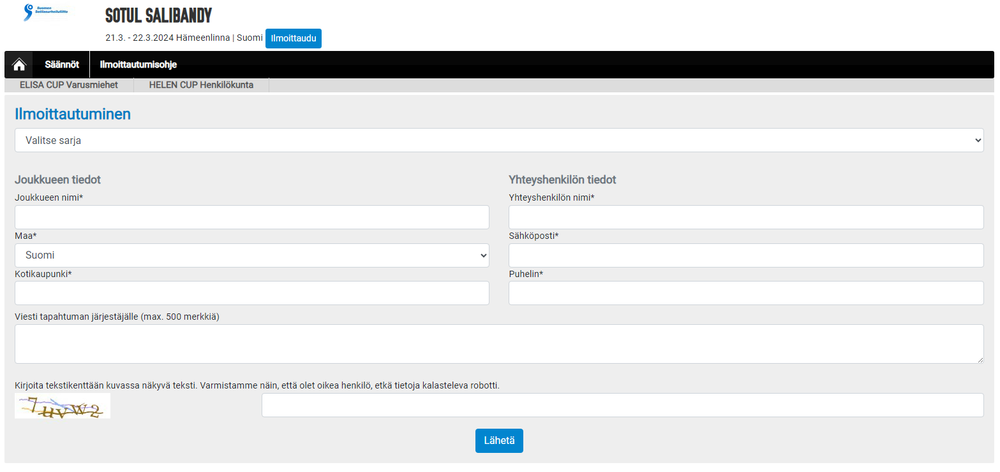 Suomen
Sotilasurheiluliitto
SOTUL SALIBANDY
21.3. - 22.3.2024 Hämeenlinna | Suomi Ilmoittaudu
Säännöt Ilmoittautumisohje
ELISA CUP Varusmiehet HELEN CUP Henkilökunta
Ilmoittautuminen
Valitse sarja
Joukkueen tiedot
Joukkueen nimi*
Maa*
Suomi
Kotikaupunki*
Yhteyshenkilön tiedot
Yhteyshenkilön nimi*
Sähköposti*
Puhelin*
Viesti tapahtuman järjestäjälle (max. 500 merkkiä)
Kirjoita tekstikenttään kuvassa näkyvä teksti. Varmistamme näin, että olet oikea henkilö, etkä tietoja kalasteleva robotti.
Lähetä